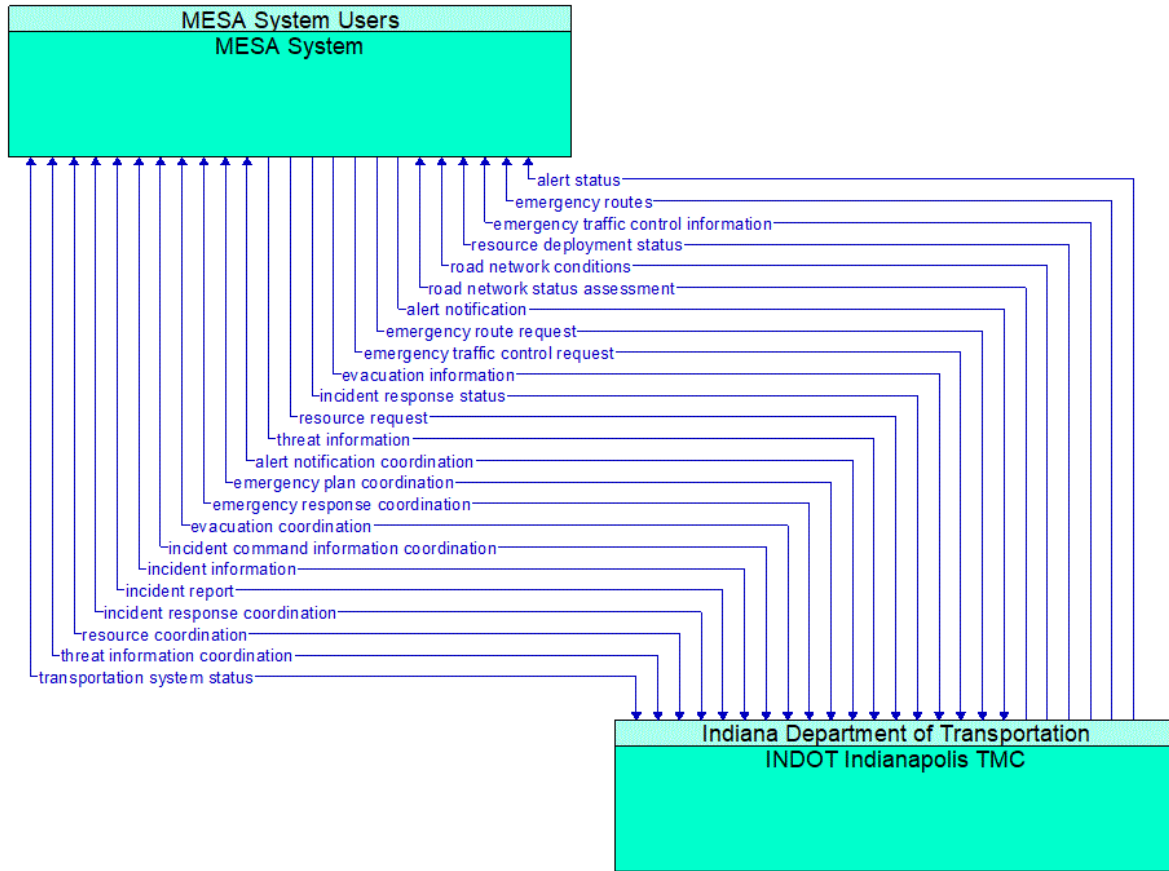 MESA System Users
MESA System
alert status
emergency routes
emergency traffic control information
resource deployment status
road network conditions
road network status assessment
alert notification
emergency route request
emergency traffic control request
evacuation information
incident response status
resource request
threat information
alert notification coordination
emergency plan coordination
emergency response coordination
evacuation coordination
incident command information coordination
incident information
incident report
incident response coordination
resource coordination
threat information coordination
transportation system status
Indiana Department of Transportation
INDOT Indianapolis TMC